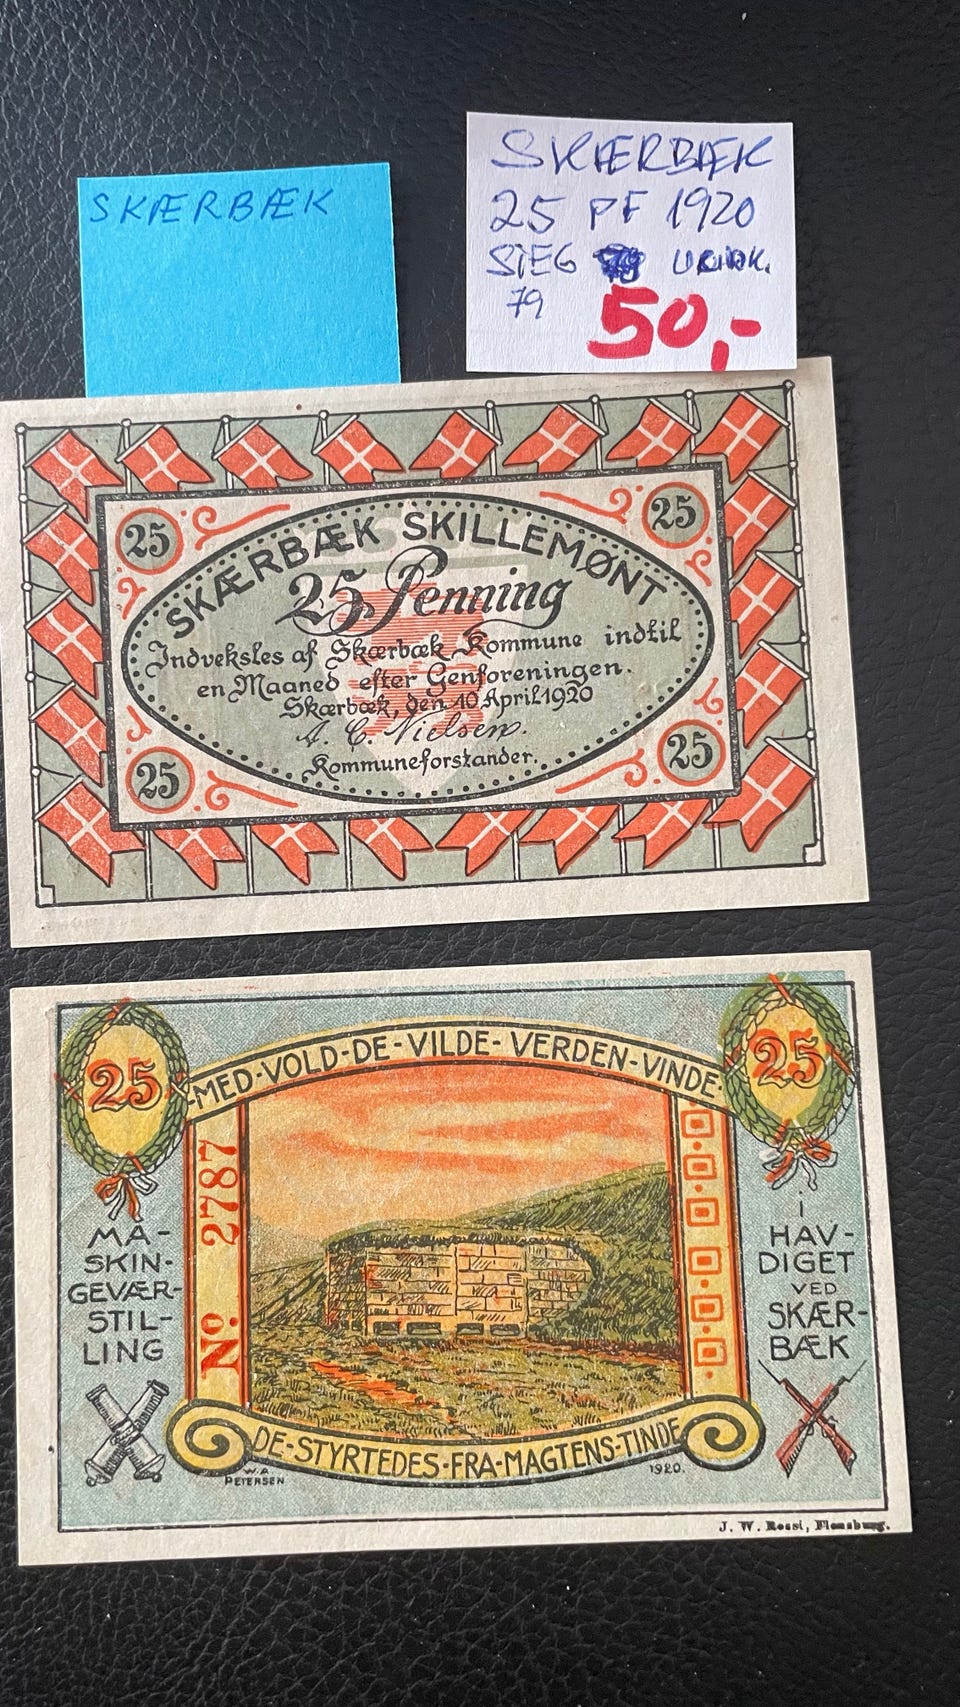 SKÆRBÆK
SKÆRBÆK
25 PF 1920
SIEG 79
79
50,-
25
25
SKÆRBÆK SKILLEMØNT
25 Penning
Indveksles af Skærbæk Kommune indtil
en Maaned efter Genforeningen.
Skærbæk, den 10 April 1920
A. C. Nielsen.
Kommuneforstander.
25
25
25
25
MED-VOLD-DE-VILDE-VERDEN-VINDE
No. 2787
MA-
SKIN-
GEVÆR-
STIL-
LING
I
HAV-
DIGET
VED
SKÆR-
BÆK
DE-STYRTEDES-FRA-MAGTENS-TINDE
W.A
PETERSEN
1920.
J. W. Rossi, Flensburg.